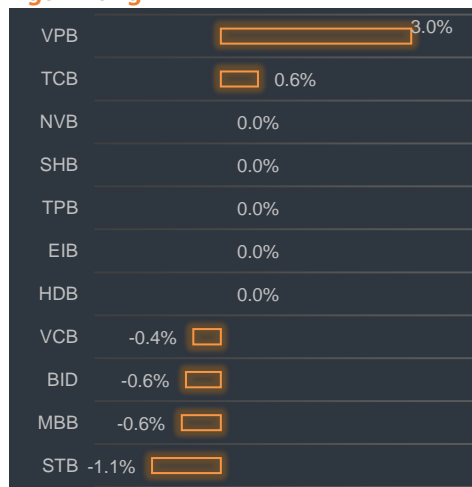 VPB 3.0%
TCB 0.6%
NVB 0.0%
SHB 0.0%
TPB 0.0%
EIB 0.0%
HDB 0.0%
VCB -0.4%
BID -0.6%
MBB -0.6%
STB -1.1%